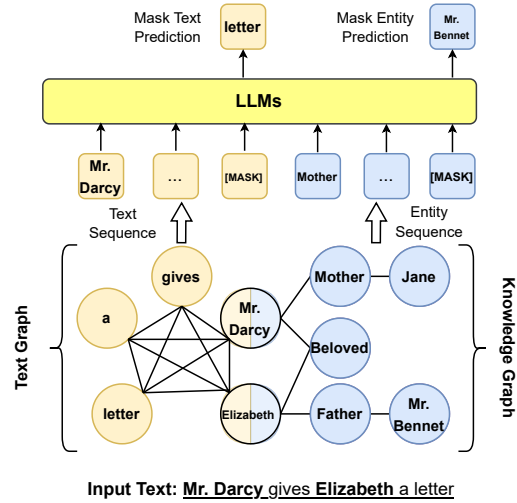 Mask Text
Prediction
letter
Mask Entity
Prediction
Mr.
Bennet
LLMs
Mr.
Darcy
...
[MASK]
Mother
...
[MASK]
Text
Sequence
Entity
Sequence
Text Graph
gives
a
letter
Mr.
Darcy
Elizabeth
Mother
Jane
Beloved
Father
Mr.
Bennet
Knowledge Graph
Input Text: Mr. Darcy gives Elizabeth a letter